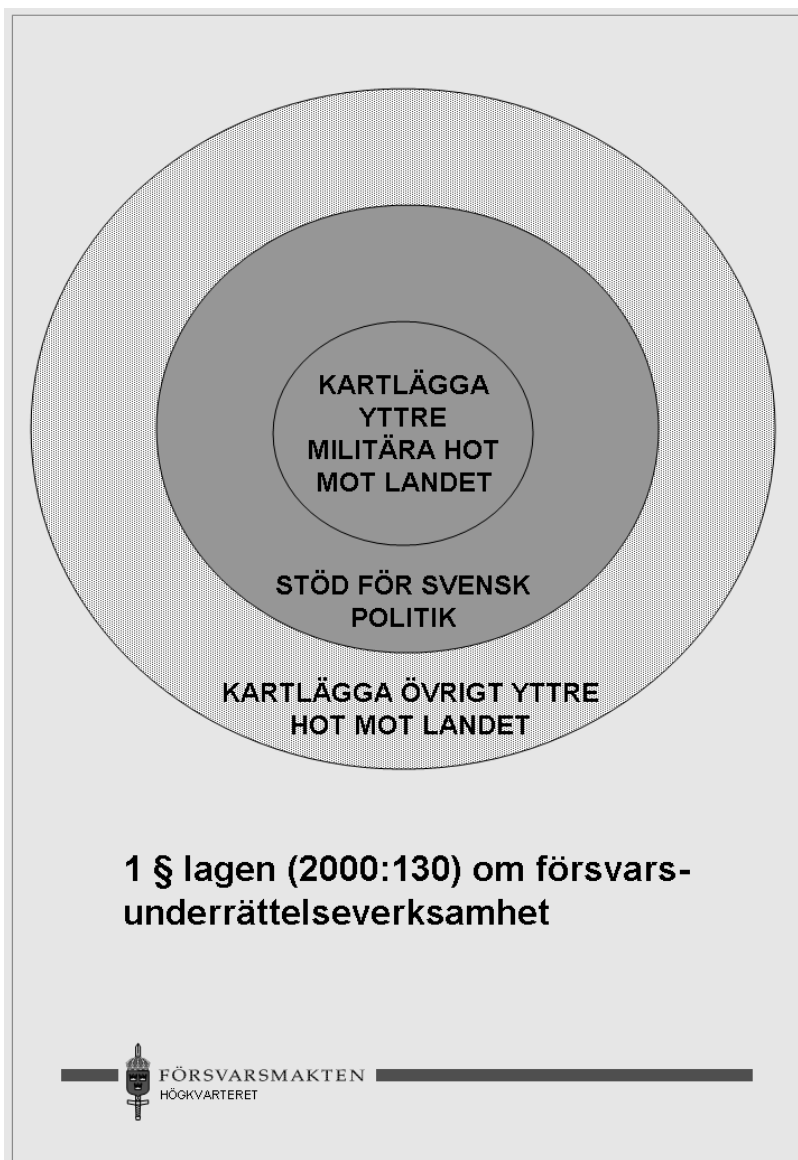 KARTLÄGGA
YTTRE
MILITÄRA HOT
MOT LANDET
STÖD FÖR SVENSK
POLITIK
KARTLÄGGA ÖVRIGT YTTRE
HOT MOT LANDET
1 § lagen (2000:130) om försvars-
underrättelseverksamhet
FÖRSVARSMAKTEN
HÖGKVARTERET